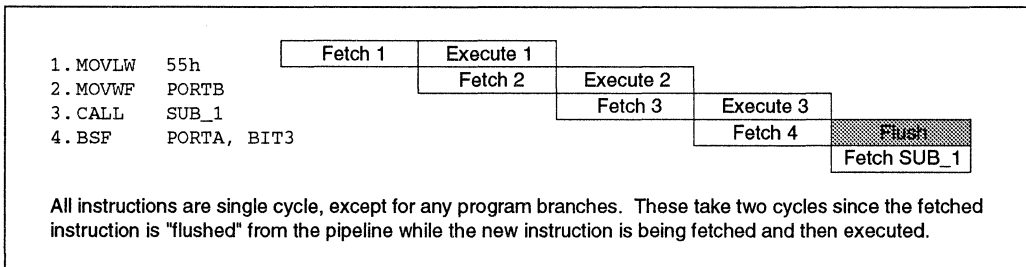 Fetch 1 Execute 1
1. MOVLW 55h
Fetch 2 Execute 2
2. MOVWF PORTB
Fetch 3 Execute 3
3. CALL SUB_1
Fetch 4 Flush
4. BSF PORTA, BIT3
Fetch SUB_1
All instructions are single cycle, except for any program branches. These take two cycles since the fetched
instruction is "flushed" from the pipeline while the new instruction is being fetched and then executed.